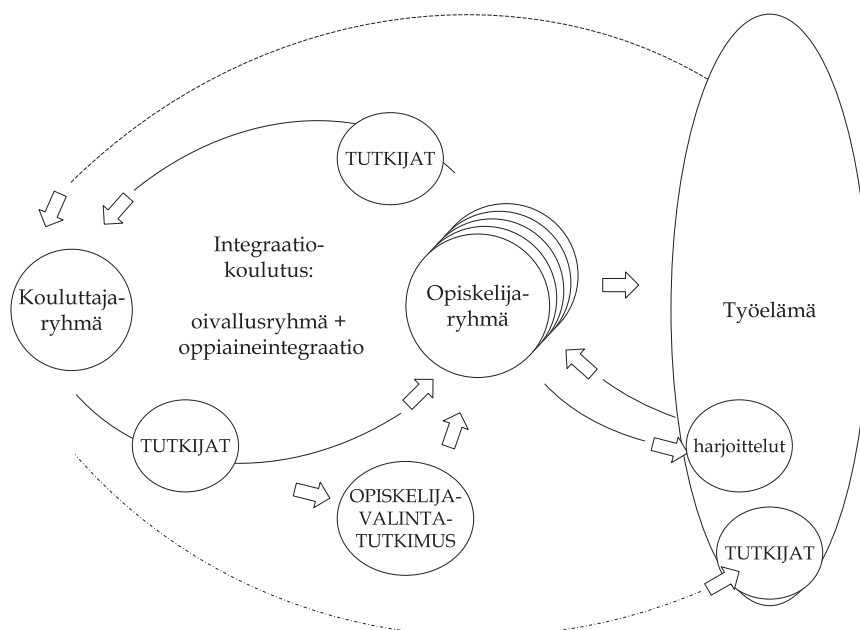 TUTKIJAT
Integraatio-
koulutus:
oivallusryhmä +
oppiaineintegraatio
Kouluttaja-
ryhmä
Opiskelija-
ryhmä
Työelämä
TUTKIJAT
harjoittelut
OPISKELIJA-
VALINTA-
TUTKIMUS
TUTKIJAT